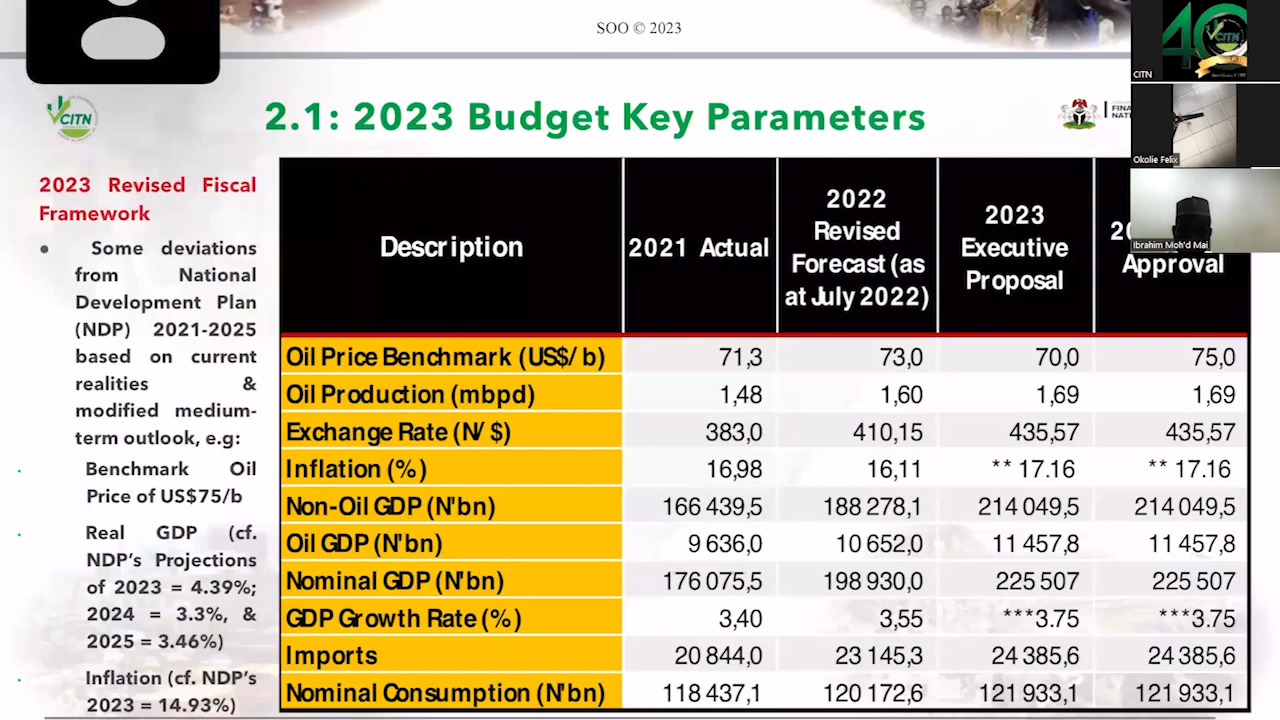 SOO © 2023
CITN
CITN
2.1: 2023 Budget Key Parameters
CITN
Okolie Felix
Ibrahim Moh'd Mai
2023 Revised Fiscal
Framework
• Some deviations
from National
Development Plan
(NDP) 2021-2025
based on current
realities &
modified medium-
term outlook, e.g:
Benchmark Oil
Price of US$75/b
Real GDP (cf.
NDP's Projections
of 2023 = 4.39%;
2024 = 3.3%, &
2025 = 3.46%)
Inflation (cf. NDP's
2023 = 14.93%)
Description 2021 Actual 2022 Revised Forecast (as at July 2022) 2023 Executive Proposal Approval
Oil Price Benchmark (US$/b) 71,3 73,0 70,0 75,0
Oil Production (mbpd) 1,48 1,60 1,69 1,69
Exchange Rate (N/$) 383,0 410,15 435,57 435,57
Inflation (%) 16,98 16,11 ** 17.16 ** 17.16
Non-Oil GDP (N'bn) 166 439,5 188 278,1 214 049,5 214 049,5
Oil GDP (N'bn) 9 636,0 10 652,0 11 457,8 11 457,8
Nominal GDP (N'bn) 176 075,5 198 930,0 225 507 225 507
GDP Growth Rate (%) 3,40 3,55 ***3.75 ***3.75
Imports 20 844,0 23 145,3 24 385,6 24 385,6
Nominal Consumption (N'bn) 118 437,1 120 172,6 121 933,1 121 933,1